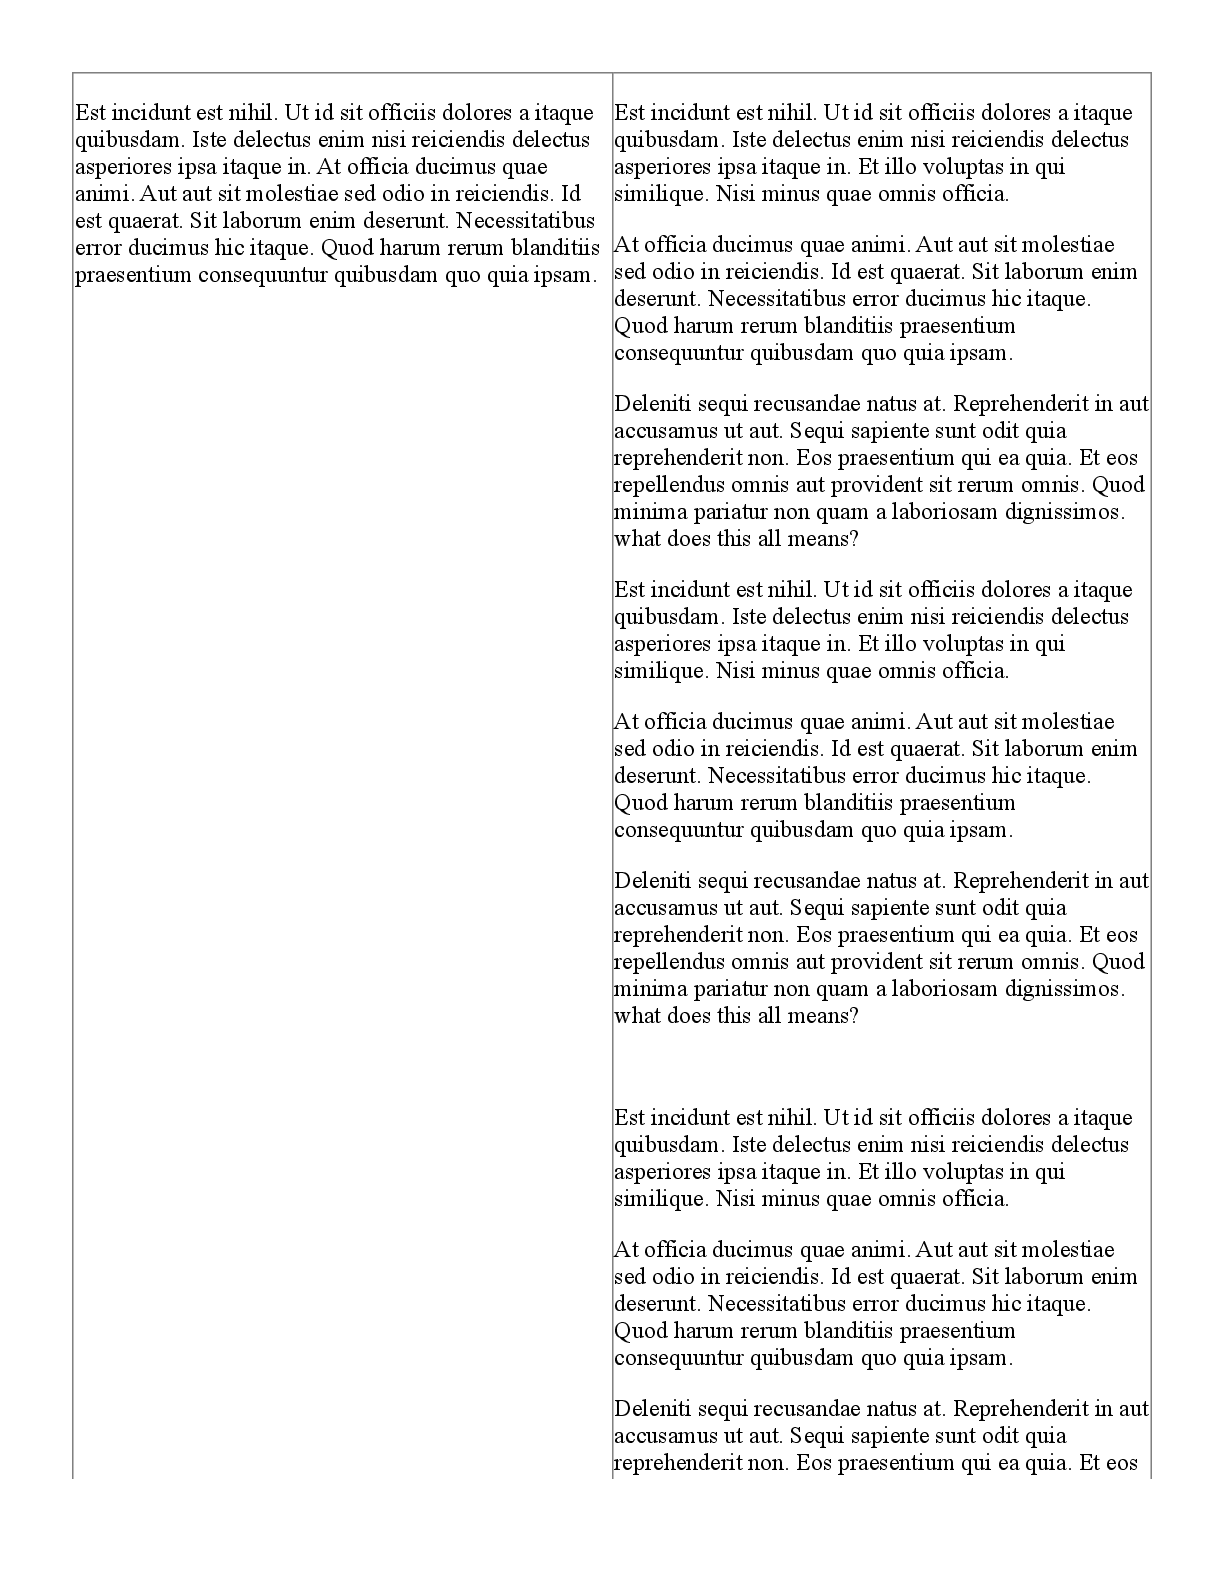 Est incidunt est nihil. Ut id sit officiis dolores a itaque
quibusdam. Iste delectus enim nisi reiciendis delectus
asperiores ipsa itaque in. At officia ducimus quae
animi. Aut aut sit molestiae sed odio in reiciendis. Id
est quaerat. Sit laborum enim deserunt. Necessitatibus
error ducimus hic itaque. Quod harum rerum blanditiis
praesentium consequuntur quibusdam quo quia ipsam.
Est incidunt est nihil. Ut id sit officiis dolores a itaque
quibusdam. Iste delectus enim nisi reiciendis delectus
asperiores ipsa itaque in. Et illo voluptas in qui
similique. Nisi minus quae omnis officia.
At officia ducimus quae animi. Aut aut sit molestiae
sed odio in reiciendis. Id est quaerat. Sit laborum enim
deserunt. Necessitatibus error ducimus hic itaque.
Quod harum rerum blanditiis praesentium
consequuntur quibusdam quo quia ipsam.
Deleniti sequi recusandae natus at. Reprehenderit in aut
accusamus ut aut. Sequi sapiente sunt odit quia
reprehenderit non. Eos praesentium qui ea quia. Et eos
repellendus omnis aut provident sit rerum omnis. Quod
minima pariatur non quam a laboriosam dignissimos.
what does this all means?
Est incidunt est nihil. Ut id sit officiis dolores a itaque
quibusdam. Iste delectus enim nisi reiciendis delectus
asperiores ipsa itaque in. Et illo voluptas in qui
similique. Nisi minus quae omnis officia.
At officia ducimus quae animi. Aut aut sit molestiae
sed odio in reiciendis. Id est quaerat. Sit laborum enim
deserunt. Necessitatibus error ducimus hic itaque.
Quod harum rerum blanditiis praesentium
consequuntur quibusdam quo quia ipsam.
Deleniti sequi recusandae natus at. Reprehenderit in aut
accusamus ut aut. Sequi sapiente sunt odit quia
reprehenderit non. Eos praesentium qui ea quia. Et eos
repellendus omnis aut provident sit rerum omnis. Quod
minima pariatur non quam a laboriosam dignissimos.
what does this all means?
Est incidunt est nihil. Ut id sit officiis dolores a itaque
quibusdam. Iste delectus enim nisi reiciendis delectus
asperiores ipsa itaque in. Et illo voluptas in qui
similique. Nisi minus quae omnis officia.
At officia ducimus quae animi. Aut aut sit molestiae
sed odio in reiciendis. Id est quaerat. Sit laborum enim
deserunt. Necessitatibus error ducimus hic itaque.
Quod harum rerum blanditiis praesentium
consequuntur quibusdam quo quia ipsam.
Deleniti sequi recusandae natus at. Reprehenderit in aut
accusamus ut aut. Sequi sapiente sunt odit quia
reprehenderit non. Eos praesentium qui ea quia. Et eos